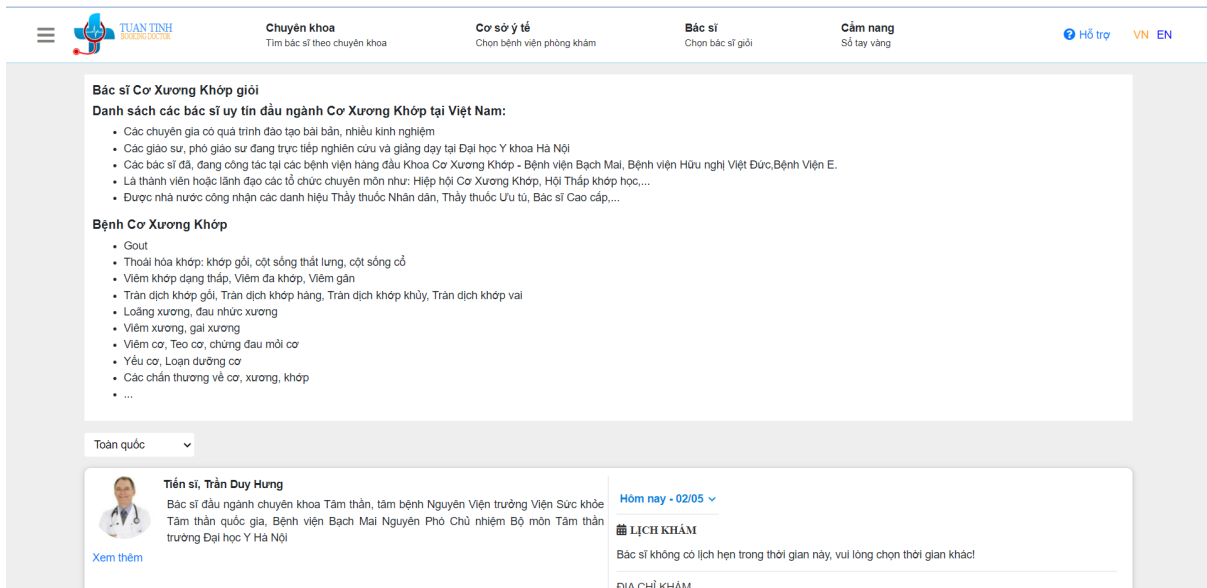 TUAN TINH
BOOKING DOCTOR
Chuyên khoa
Tìm bác sĩ theo chuyên khoa
Cơ sở ý tế
Chọn bệnh viện phòng khám
Bác sĩ
Chọn bác sĩ giỏi
Cẩm nang
Sổ tay vàng
Hỗ trợ
VN EN
Bác sĩ Cơ Xương Khớp giỏi
Danh sách các bác sĩ uy tín đầu ngành Cơ Xương Khớp tại Việt Nam:
• Các chuyên gia có quá trình đào tạo bài bản, nhiều kinh nghiệm
• Các giáo sư, phó giáo sư đang trực tiếp nghiên cứu và giảng dạy tại Đại học Y khoa Hà Nội
• Các bác sĩ đã, đang công tác tại các bệnh viện hàng đầu Khoa Cơ Xương Khớp - Bệnh viện Bạch Mai, Bệnh viện Hữu nghị Việt Đức,Bệnh Viện E.
• Là thành viên hoặc lãnh đạo các tổ chức chuyên môn như: Hiệp hội Cơ Xương Khớp, Hội Thấp khớp học,...
• Được nhà nước công nhận các danh hiệu Thầy thuốc Nhân dân, Thầy thuốc Ưu tú, Bác sĩ Cao cấp,...
Bệnh Cơ Xương Khớp
• Gout
• Thoái hóa khớp: khớp gối, cột sống thắt lưng, cột sống cổ
• Viêm khớp dạng thấp, Viêm đa khớp, Viêm gân
• Tràn dịch khớp gối, Tràn dịch khớp háng, Tràn dịch khớp khủy, Tràn dịch khớp vai
• Loãng xương, đau nhức xương
• Viêm xương, gai xương
• Viêm cơ, Teo cơ, chứng đau mỏi cơ
• Yếu cơ, Loạn dưỡng cơ
• Các chấn thương về cơ, xương, khớp
• ...
Toàn quốc
Tiến sĩ, Trần Duy Hưng
Bác sĩ đầu ngành chuyên khoa Tâm thần, tâm bệnh Nguyên Viện trưởng Viện Sức khỏe
Tâm thần quốc gia, Bệnh viện Bạch Mai Nguyên Phó Chủ nhiệm Bộ môn Tâm thần
trường Đại học Y Hà Nội
Xem thêm
Hôm nay - 02/05
LỊCH KHÁM
Bác sĩ không có lịch hẹn trong thời gian này, vui lòng chọn thời gian khác!
ĐỊA CHỈ KHÁM